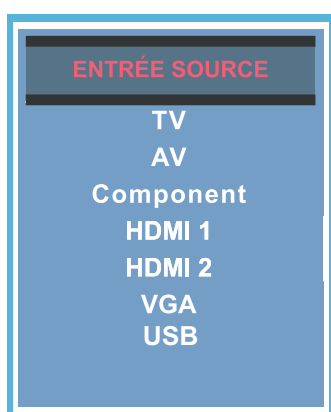 ENTRÉE SOURCE
TV
AV
Component
HDMI 1
HDMI 2
VGA
USB